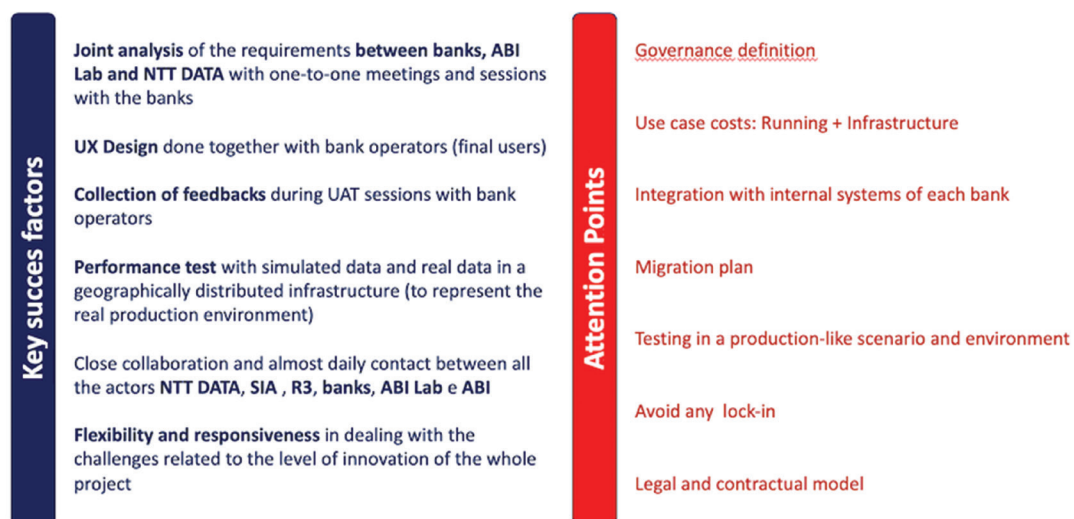 Key succes factors
Joint analysis of the requirements between banks, ABI
Lab and NTT DATA with one-to-one meetings and sessions
with the banks
UX Design done together with bank operators (final users)
Collection of feedbacks during UAT sessions with bank
operators
Performance test with simulated data and real data in a
geographically distributed infrastructure (to represent the
real production environment)
Close collaboration and almost daily contact between all
the actors NTT DATA, SIA , R3, banks, ABI Lab e ABI
Flexibility and responsiveness in dealing with the
challenges related to the level of innovation of the whole
project
Attention Points
Governance definition
Use case costs: Running + Infrastructure
Integration with internal systems of each bank
Migration plan
Testing in a production-like scenario and environment
Avoid any lock-in
Legal and contractual model